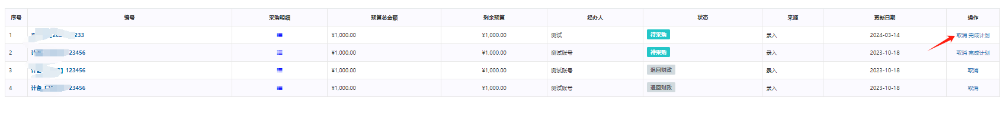 序号 编号 采购明细 预算总金额 剩余预算 经办人 状态 来源 更新日期 操作
1 233 ¥1,000.00 ¥1,000.00 测试 待采购 录入 2024-03-14 取消 完成计划
2 23456 ¥1,000.00 ¥1,000.00 测试账号 待采购 录入 2023-10-18 取消 完成计划
3 】123456 ¥1,000.00 ¥1,000.00 测试账号 退回财政 录入 2023-10-18 取消
4 计备【20 23456 ¥1,000.00 ¥1,000.00 测试账号 退回财政 录入 2023-10-18 取消